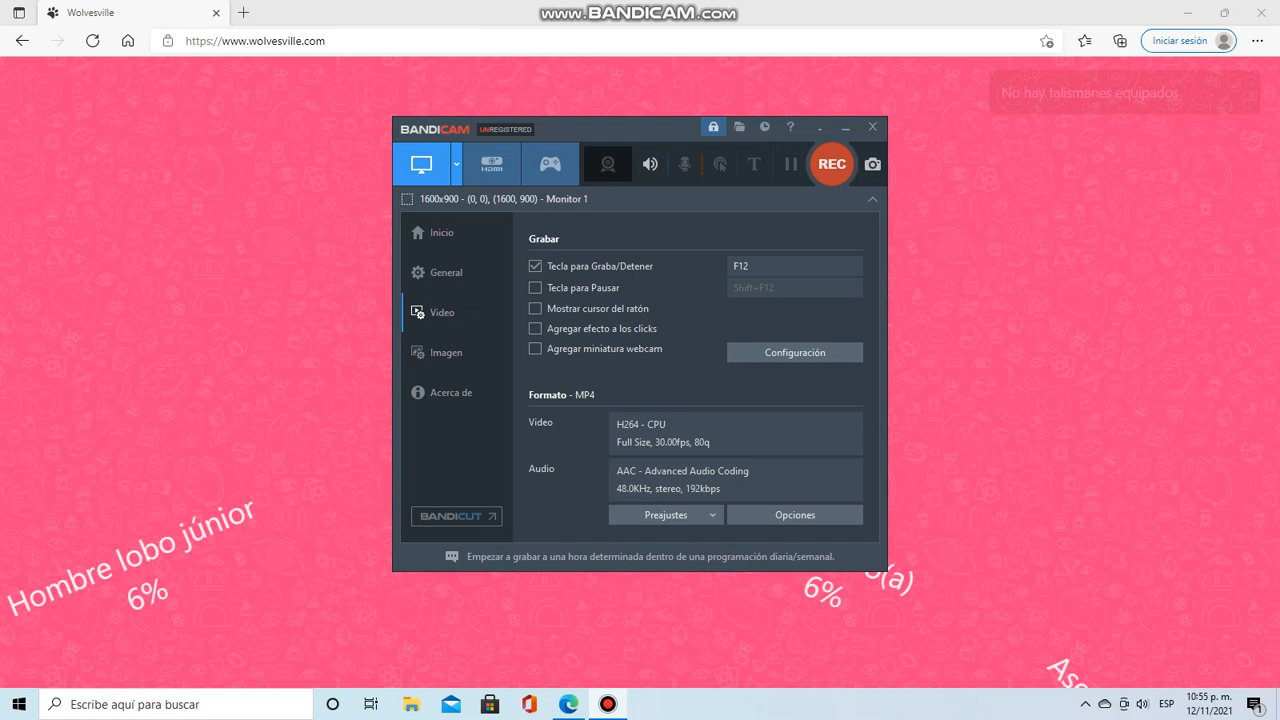 Wolvesville
www.BANDICAM.com
https://www.wolvesville.com
Iniciar sesión
No hay talismanes equipados.
BANDICAM UNREGISTERED
HDMI
T
REC
1600x900 - (0, 0), (1600, 900) - Monitor 1
Inicio
General
Video
Imagen
Acerca de
BANDICUT
Grabar
Tecla para Graba/Detener
F12
Tecla para Pausar
Shift+F12
Mostrar cursor del ratón
Agregar efecto a los clicks
Agregar miniatura webcam
Configuración
Formato - MP4
Video
H264 - CPU
Full Size, 30.00fps, 80q
Audio
AAC - Advanced Audio Coding
48.0KHz, stereo, 192kbps
Preajustes
Opciones
Empezar a grabar a una hora determinada dentro de una programación diaria/semanal.
Hombre lobo júnior
6%
6%
Escribe aquí para buscar
ESP
10:55 p. m.
12/11/2021
1